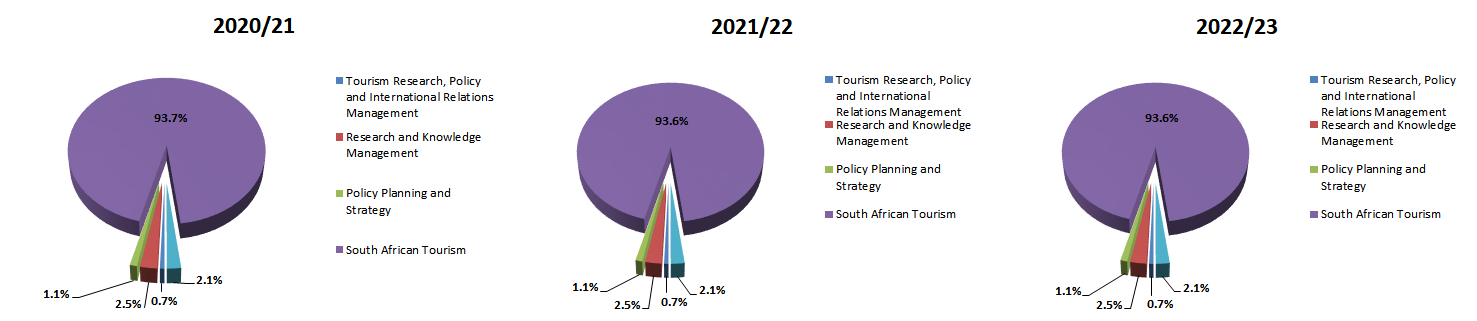 2020/21
93.7%
1.1%
2.5%
0.7%
2.1%
Tourism Research, Policy
and International Relations
Management
Research and Knowledge
Management
Policy Planning and
Strategy
South African Tourism
2021/22
93.6%
1.1%
2.5%
0.7%
2.1%
Tourism Research, Policy
and International
Relations Management
Research and Knowledge
Management
Policy Planning and
Strategy
South African Tourism
2022/23
93.6%
1.1%
2.5%
0.7%
2.1%
Tourism Research, Policy
and International
Relations Management
Research and Knowledge
Management
Policy Planning and
Strategy
South African Tourism